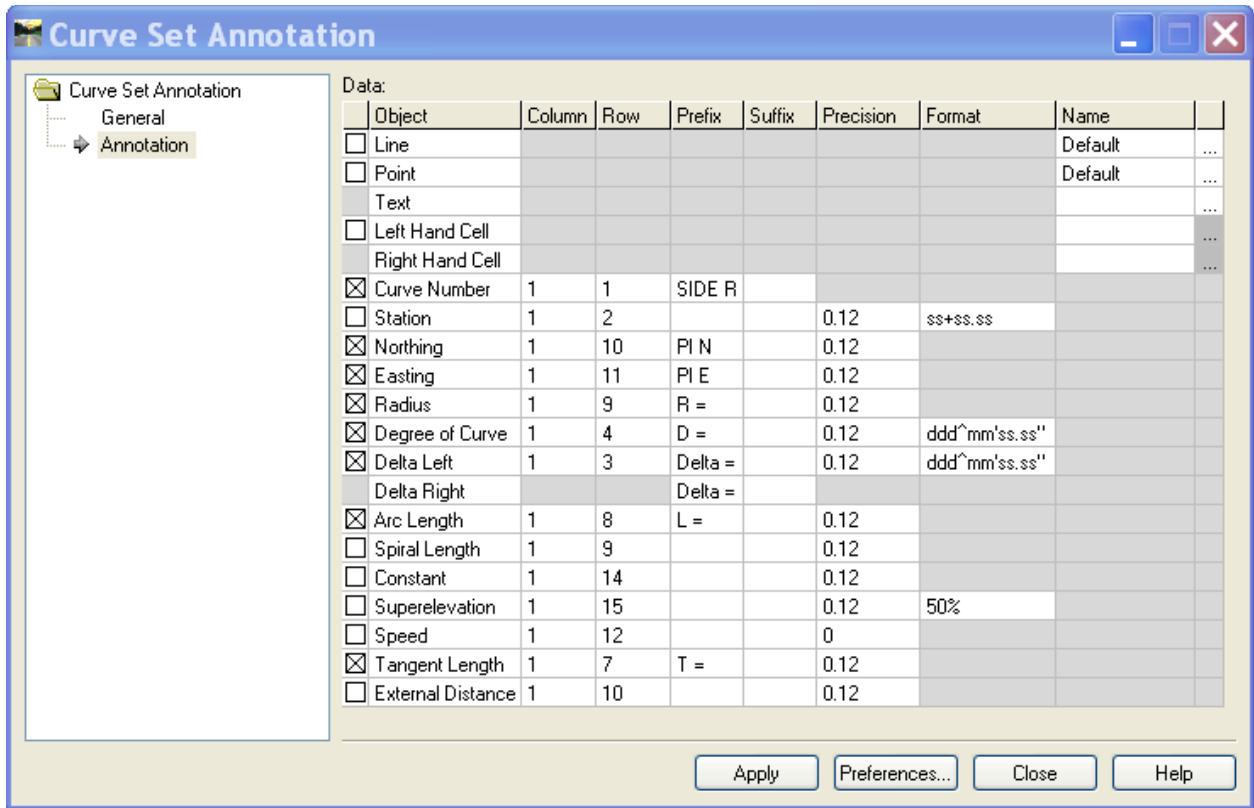 Curve Set Annotation
Curve Set Annotation
General
Annotation
Data:
Object Column Row Prefix Suffix Precision Format Name
Line Default ...
Point Default ...
Text ...
Left Hand Cell ...
Right Hand Cell ...
Curve Number 1 1 SIDE R
Station 1 2 0.12 ss+ss.ss
Northing 1 10 PI N 0.12
Easting 1 11 PI E 0.12
Radius 1 9 R = 0.12
Degree of Curve 1 4 D = 0.12 ddd^mm'ss.ss"
Delta Left 1 3 Delta = 0.12 ddd^mm'ss.ss"
Delta Right Delta =
Arc Length 1 8 L = 0.12
Spiral Length 1 9 0.12
Constant 1 14 0.12
Superelevation 1 15 0.12 50%
Speed 1 12 0
Tangent Length 1 7 T = 0.12
External Distance 1 10 0.12
Apply Preferences... Close Help